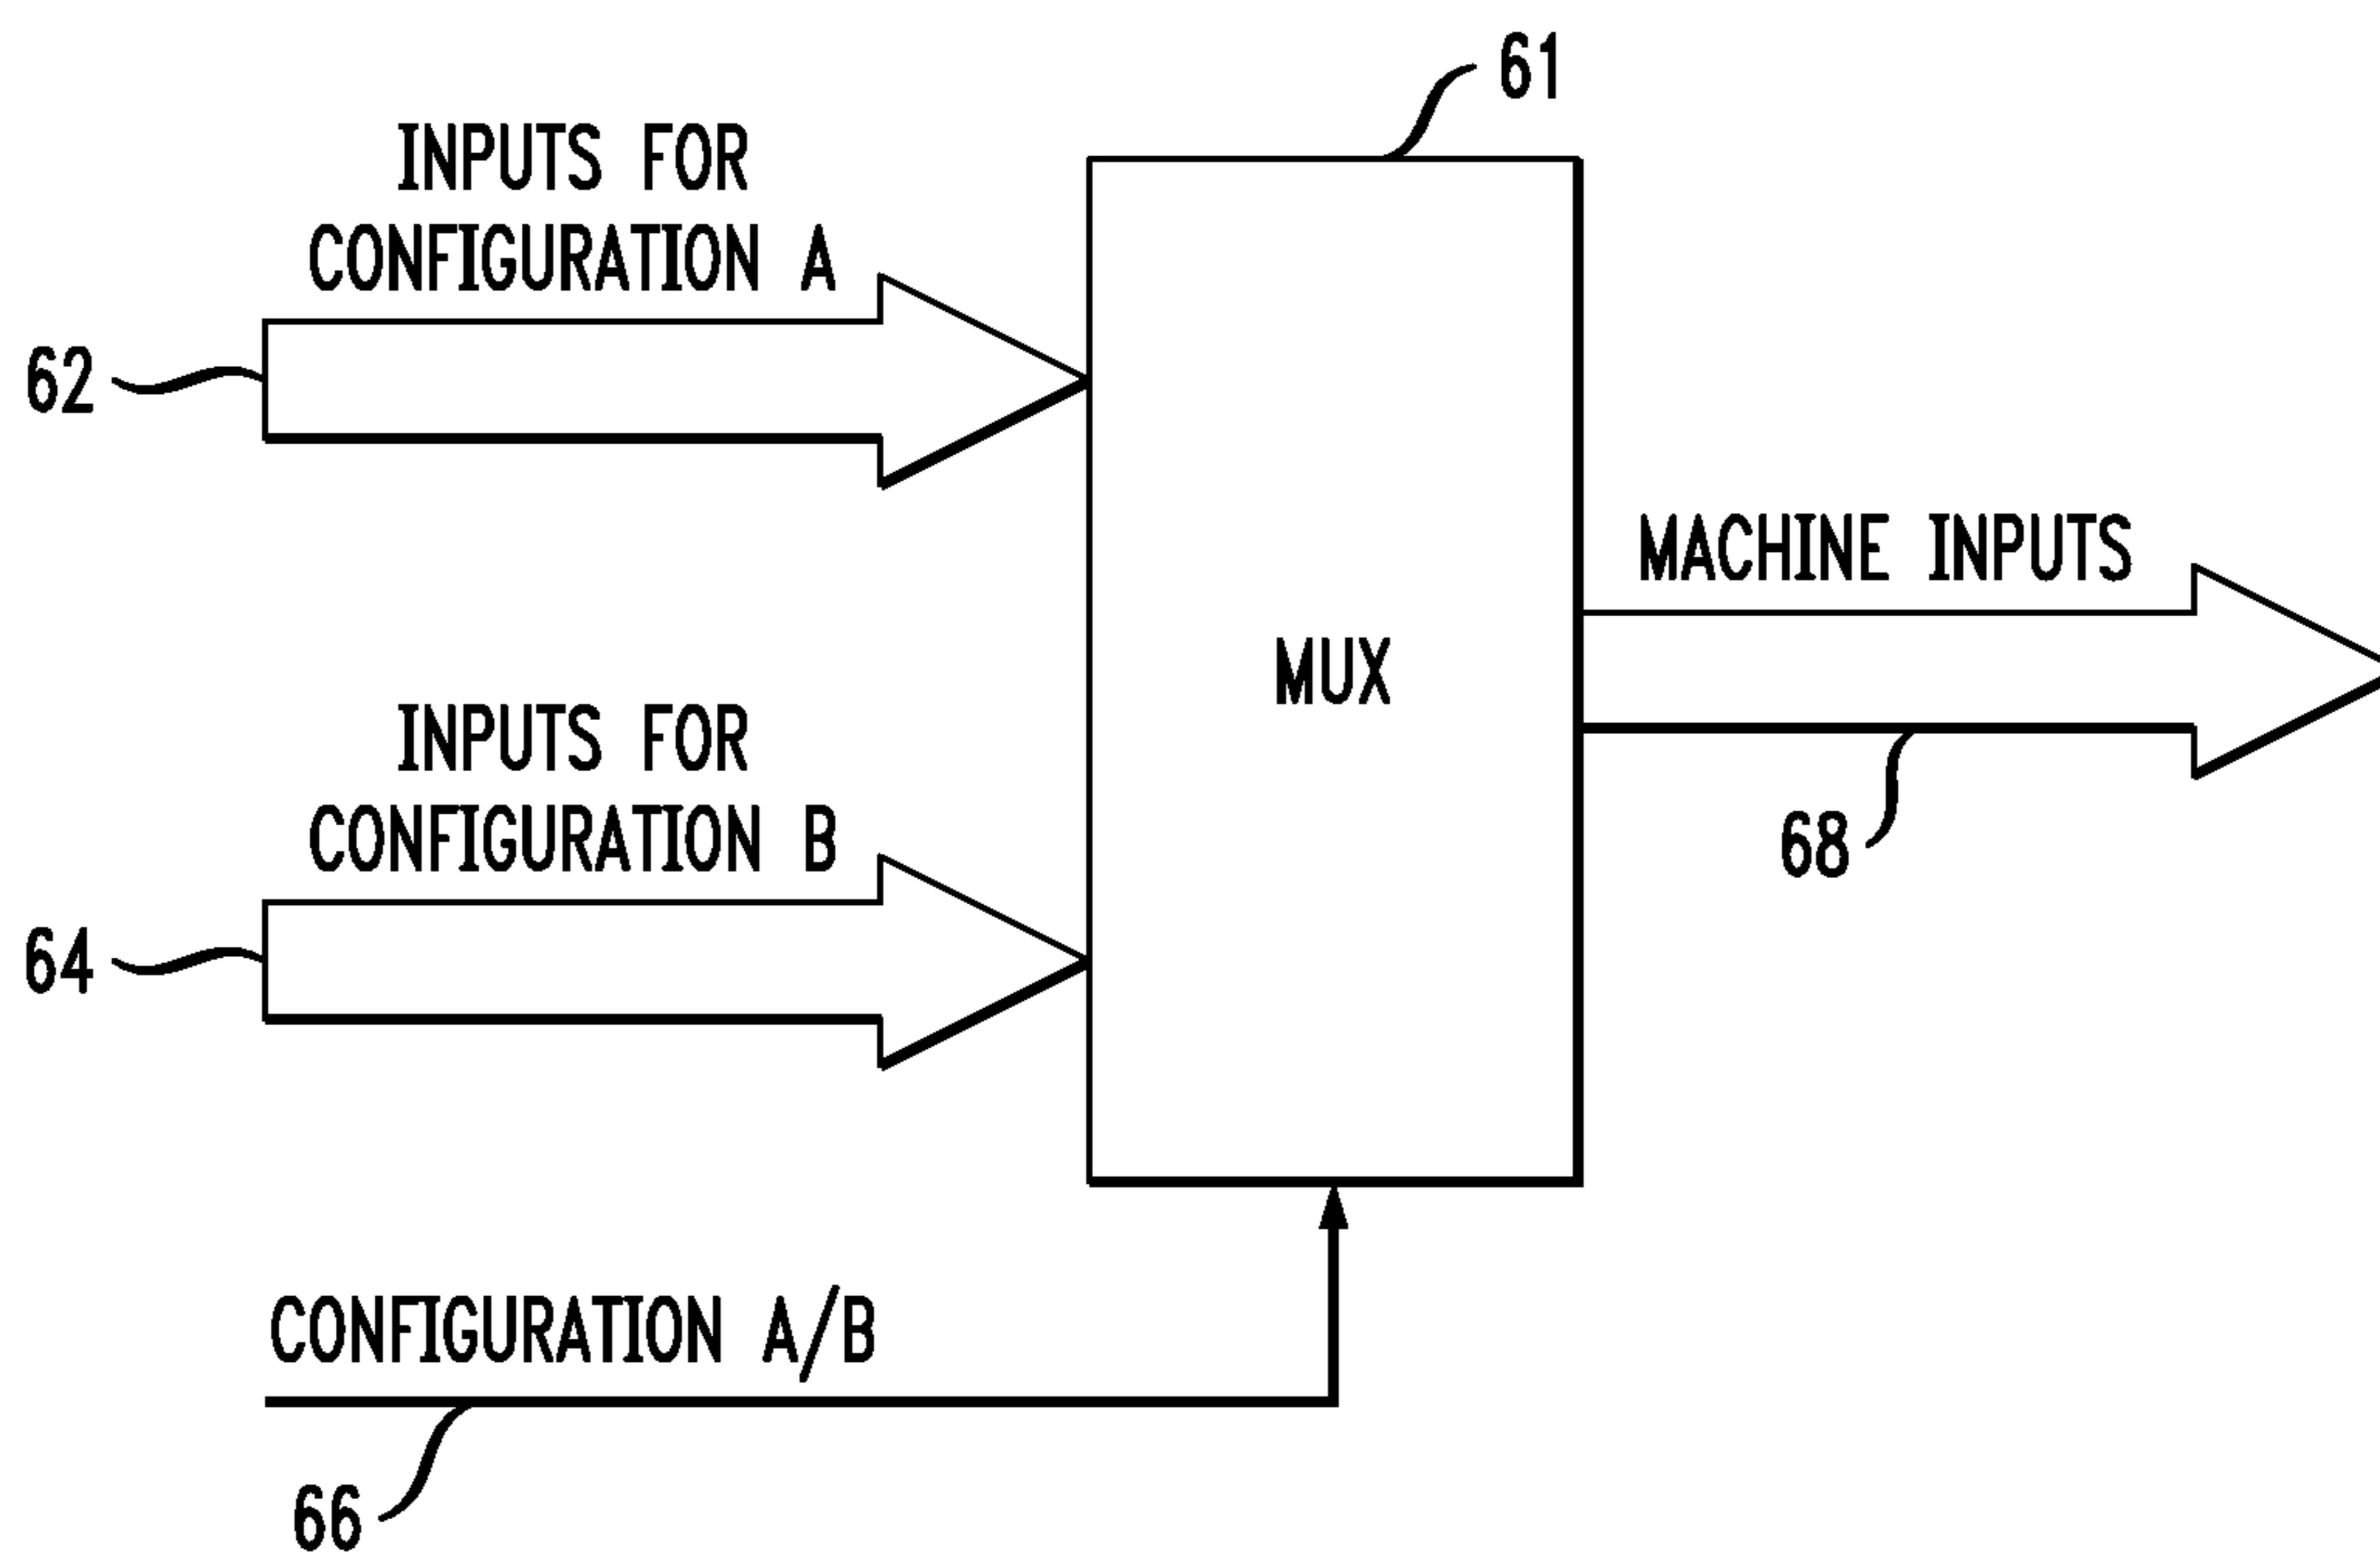 61
INPUTS FOR
CONFIGURATION A
62
MACHINE INPUTS
MUX
INPUTS FOR
CONFIGURATION B
68
64
CONFIGURATION A/B
66